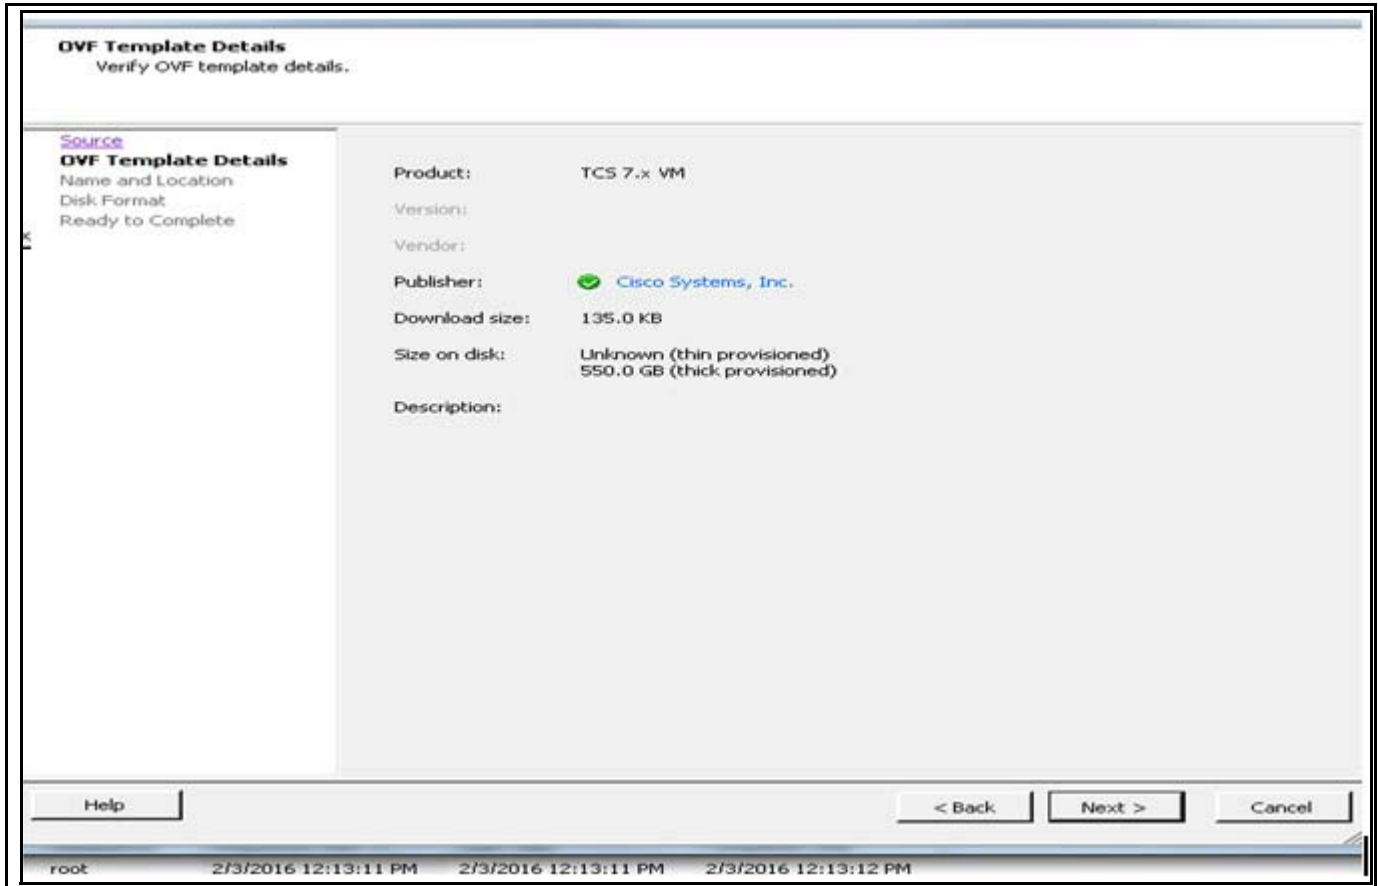 OVF Template Details
Verify OVF template details.
Source
OVF Template Details
Name and Location
Disk Format
Ready to Complete
Product: TCS 7.x VM
Version:
Vendor:
Publisher: Cisco Systems, Inc.
Download size: 135.0 KB
Size on disk: Unknown (thin provisioned)
550.0 GB (thick provisioned)
Description:
Help < Back Next > Cancel
root 2/3/2016 12:13:11 PM 2/3/2016 12:13:11 PM 2/3/2016 12:13:12 PM